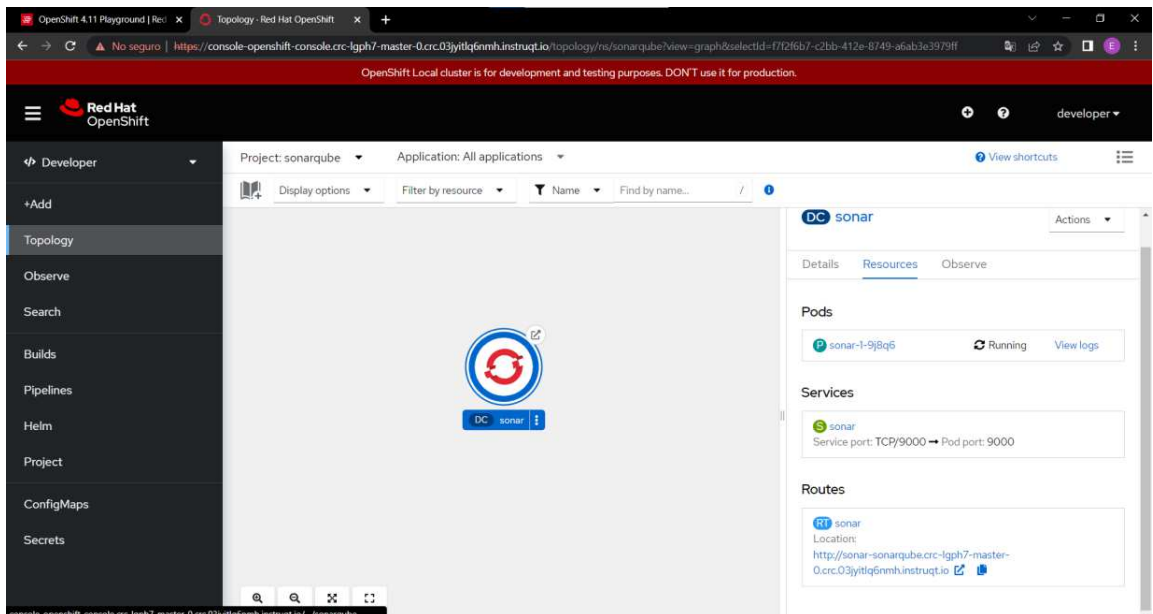 OpenShift 4.11 Playground | Red
Topology · Red Hat OpenShift
No seguro | https://console-openshift-console.crc-lgph7-master-0.crc.03jyitlq6nmh.instruqt.io/topology/ns/sonarqube?view=graph&selectId=f7f2f6b7-c2bb-412e-8749-a6ab3e3979ff
E
OpenShift Local cluster is for development and testing purposes. DON'T use it for production.
Red Hat
OpenShift
developer
</> Developer
+Add
Topology
Observe
Search
Builds
Pipelines
Helm
Project
ConfigMaps
Secrets
Project: sonarqube
Application: All applications
View shortcuts
Display options
Filter by resource
Name
Find by name...
/
DC sonar
DC sonar
Actions
Details
Resources
Observe
Pods
P sonar-1-9j8q6
Running
View logs
Services
S sonar
Service port: TCP/9000 → Pod port: 9000
Routes
RT sonar
Location:
http://sonar-sonarqube.crc-lgph7-master-
0.crc.03jyitlq6nmh.instruqt.io